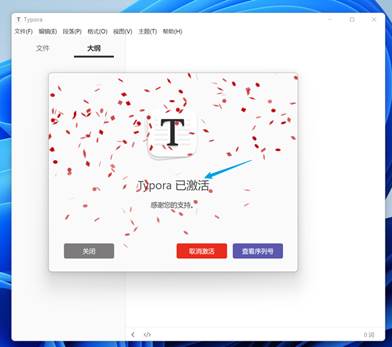 T Typora
文件(F) 编辑(E) 段落(P) 格式(O) 视图(V) 主题(T) 帮助(H)
文件 大纲
T
Typora 已激活
感谢您的支持。
关闭 取消激活 查看序列号
0 词